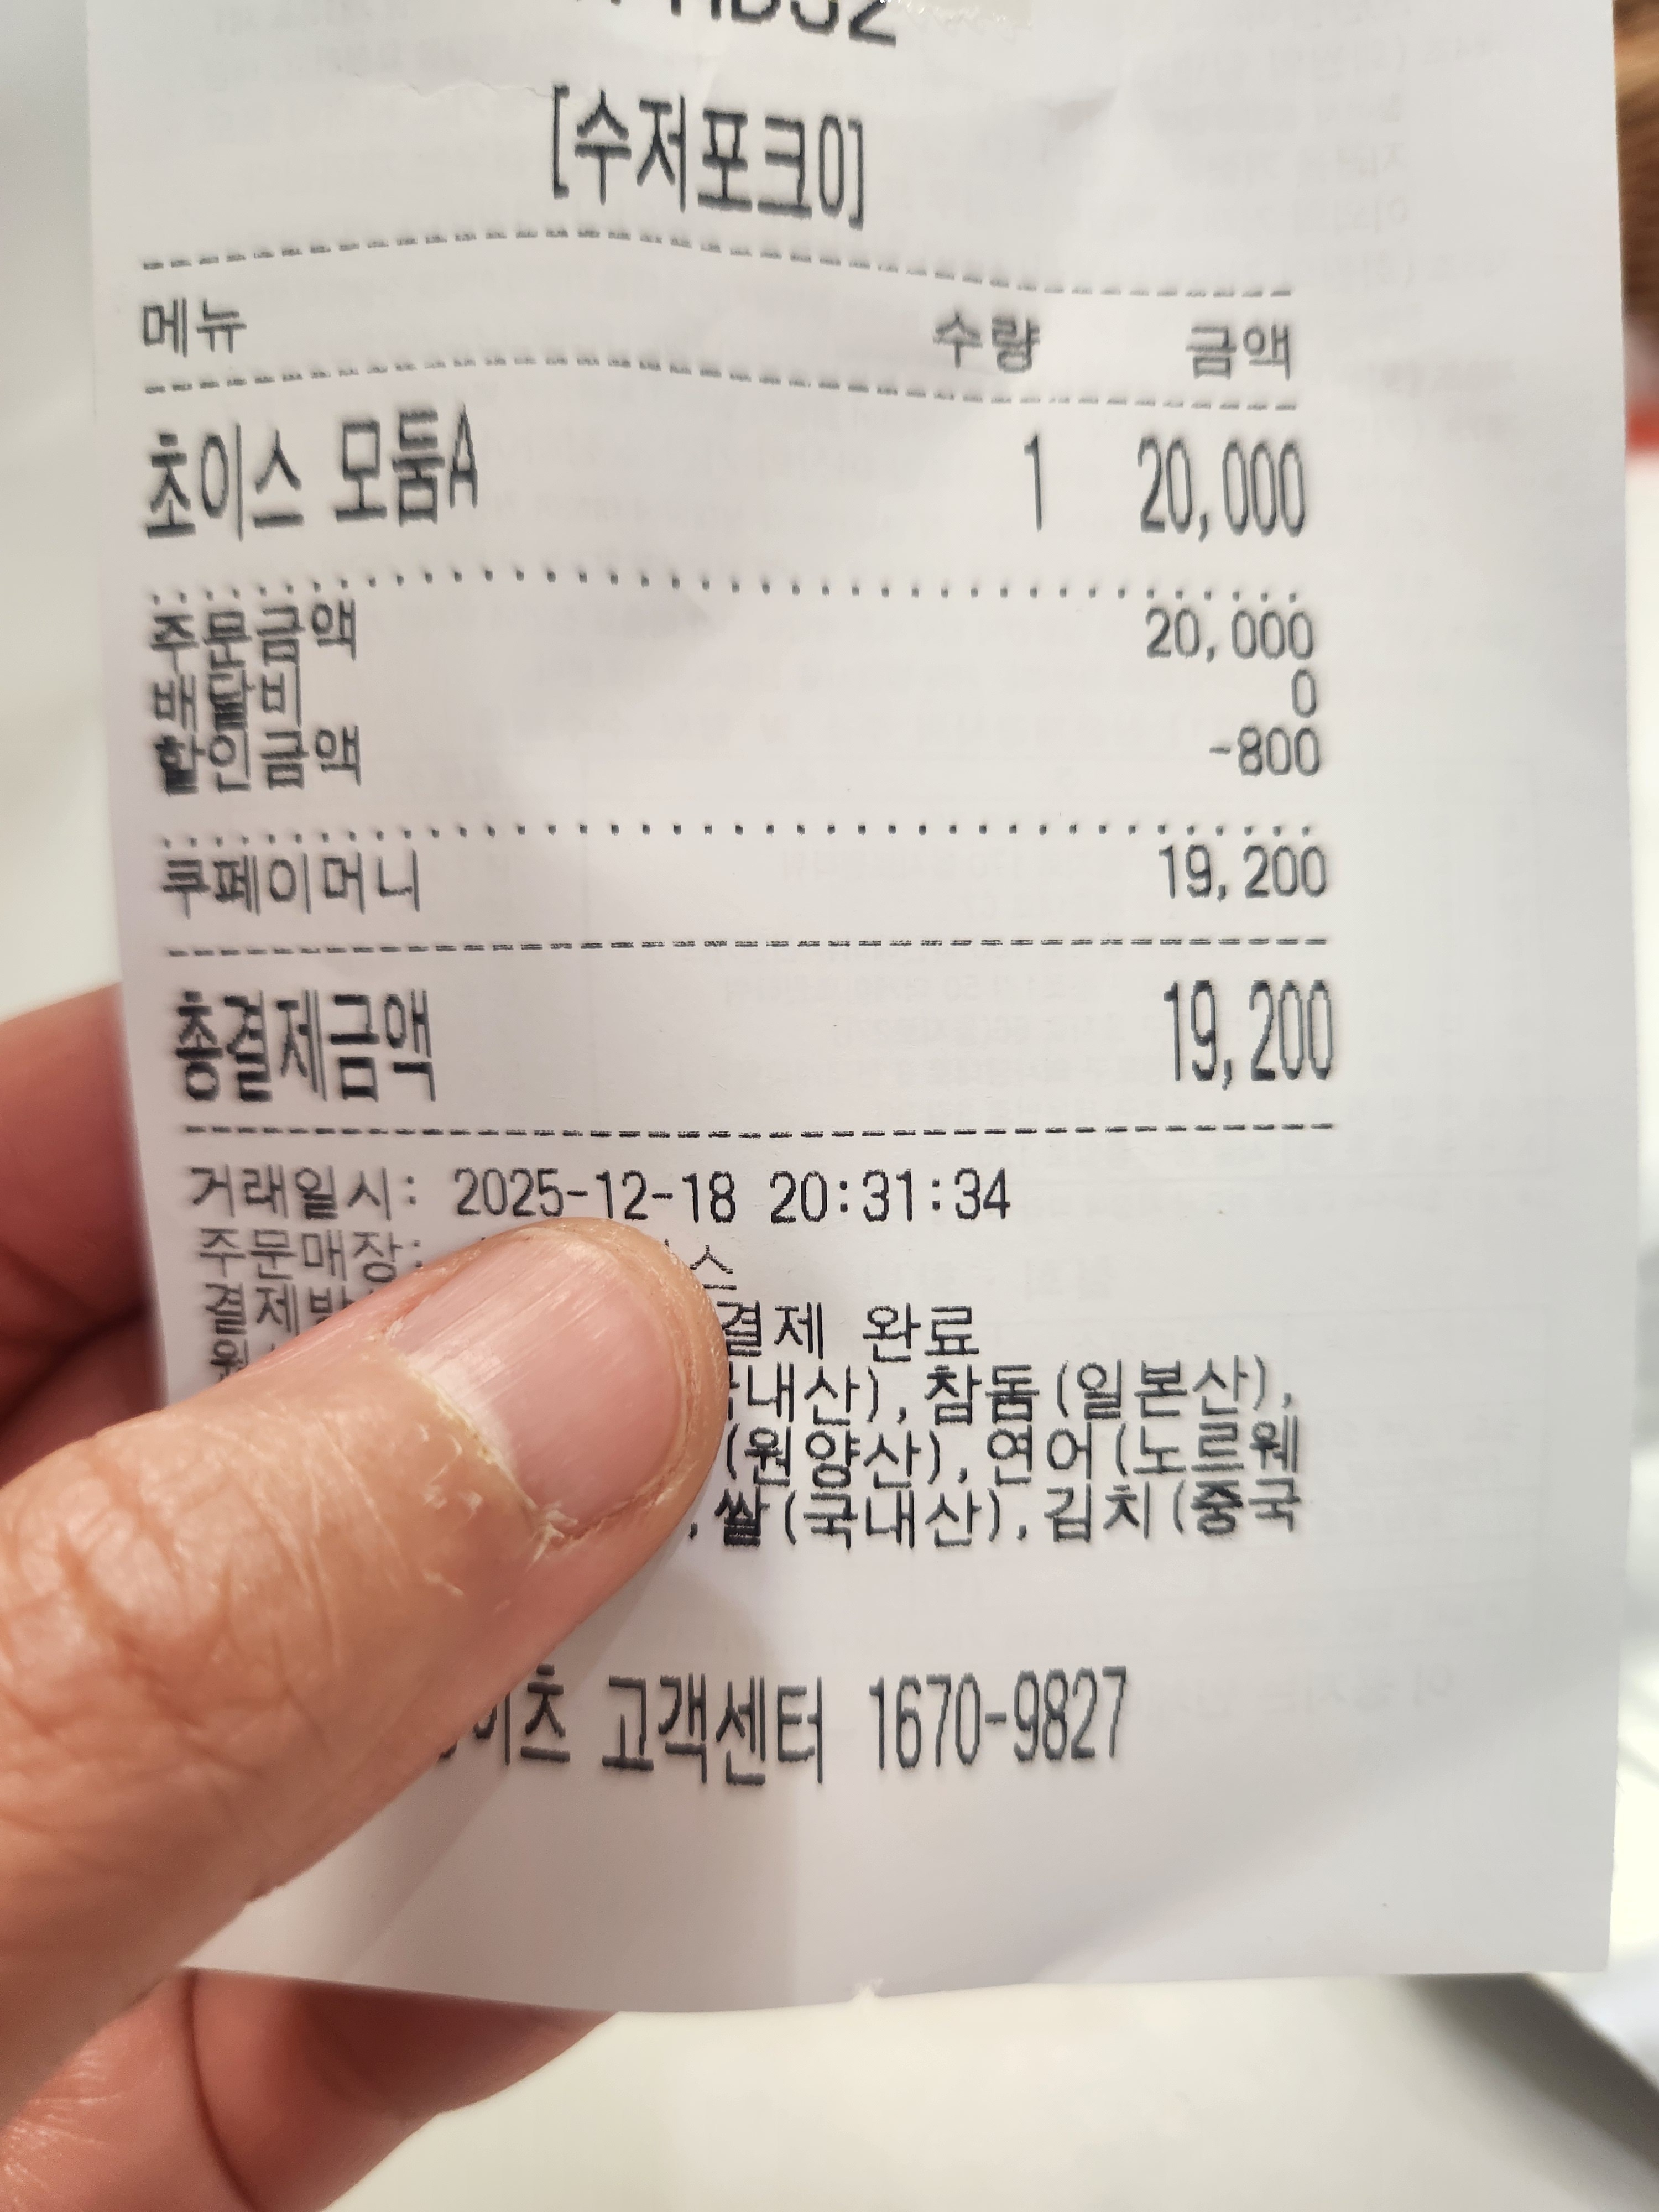 [수저포크0]
메뉴 수량 금액
초이스 모둠A 1 20,000
주문금액 20,000
배달비 0
할인금액 -800
쿠페이머니 19,200
총결제금액 19,200
거래일시: 2025-12-18 20:31:34
주문매장:
결제 완료
참돔(일본산),
(원양산), 연어(노르웨
, 쌀(국내산), 김치(중국
고객센터 1670-9827